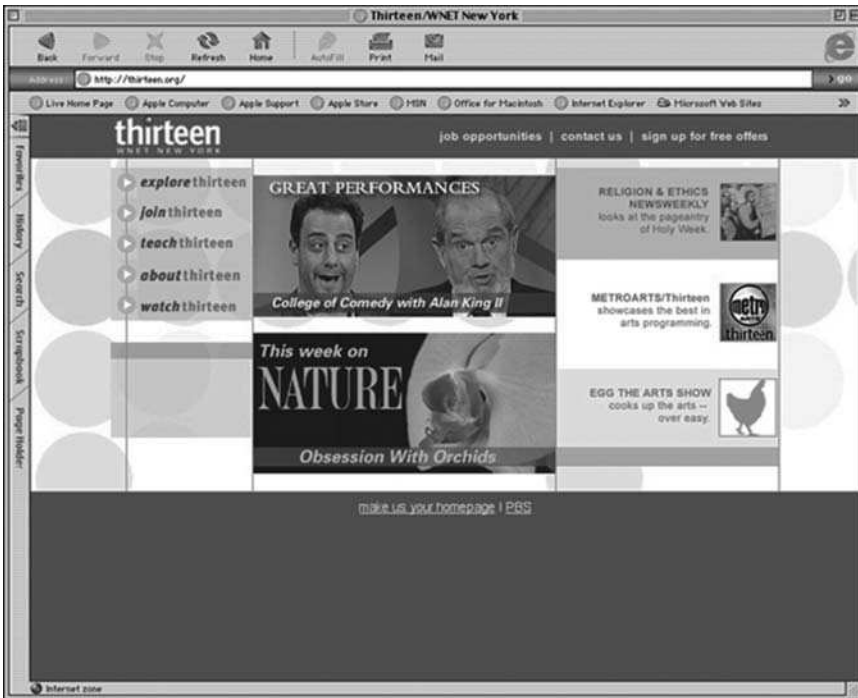 Thirteen/WNET New York
Back Forward Stop Refresh Home AutoFill Print Mail
Address: http://thirteen.org/ go
Live Home Page Apple Computer Apple Support Apple Store MSN Office for Macintosh Internet Explorer Microsoft Web Sites
Favorites
History
Search
Scrapbook
Page Holder
thirteen
WNET NEW YORK
job opportunities | contact us | sign up for free offers
explore thirteen
join thirteen
teach thirteen
about thirteen
watch thirteen
GREAT PERFORMANCES
College of Comedy with Alan King II
This week on
NATURE
Obsession With Orchids
RELIGION & ETHICS
NEWSWEEKLY
looks at the pageantry
of Holy Week.
METROARTS/Thirteen
showcases the best in
arts programming.
metro
ARTS
thirteen
EGG THE ARTS SHOW
cooks up the arts --
over easy.
make us your homepage | PBS
Internet zone